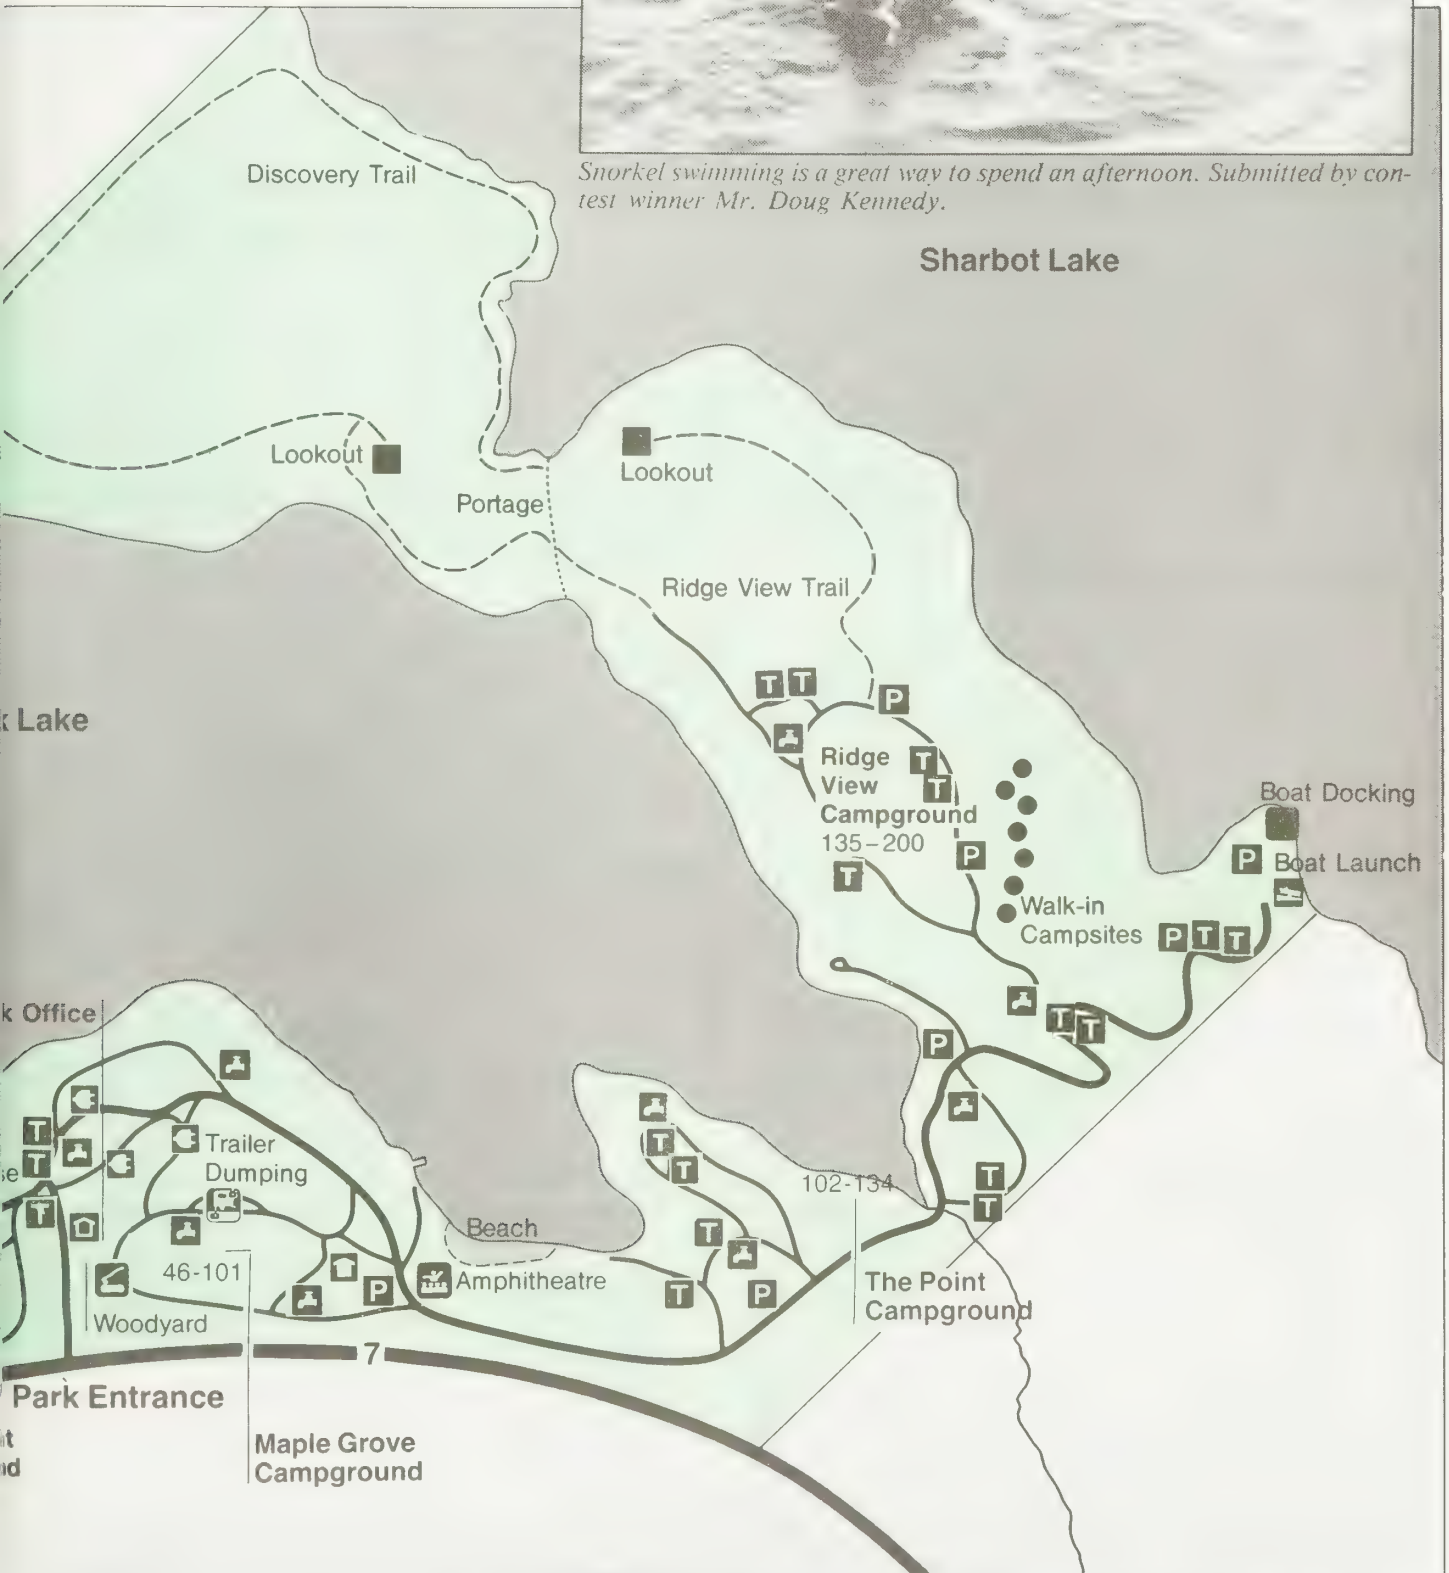 Snorkel swimming is a great way to spend an afternoon. Submitted by con-
test winner Mr. Doug Kennedy.
Discovery Trail
Sharbot Lake
Lookout
Lookout
Portage
Ridge View Trail
T T
P
Lake
Ridge
View
Campground
135–200
T
T
P
T
Boat Docking
P
Boat Launch
Walk-in
Campsites
P T T
Office
T T
P
T
T
Trailer
Dumping
T
T
T
T
102-134
T
T
Beach
T
46-101
P
Amphitheatre
T
P
The Point
Campground
Woodyard
7
Park Entrance
Maple Grove
Campground